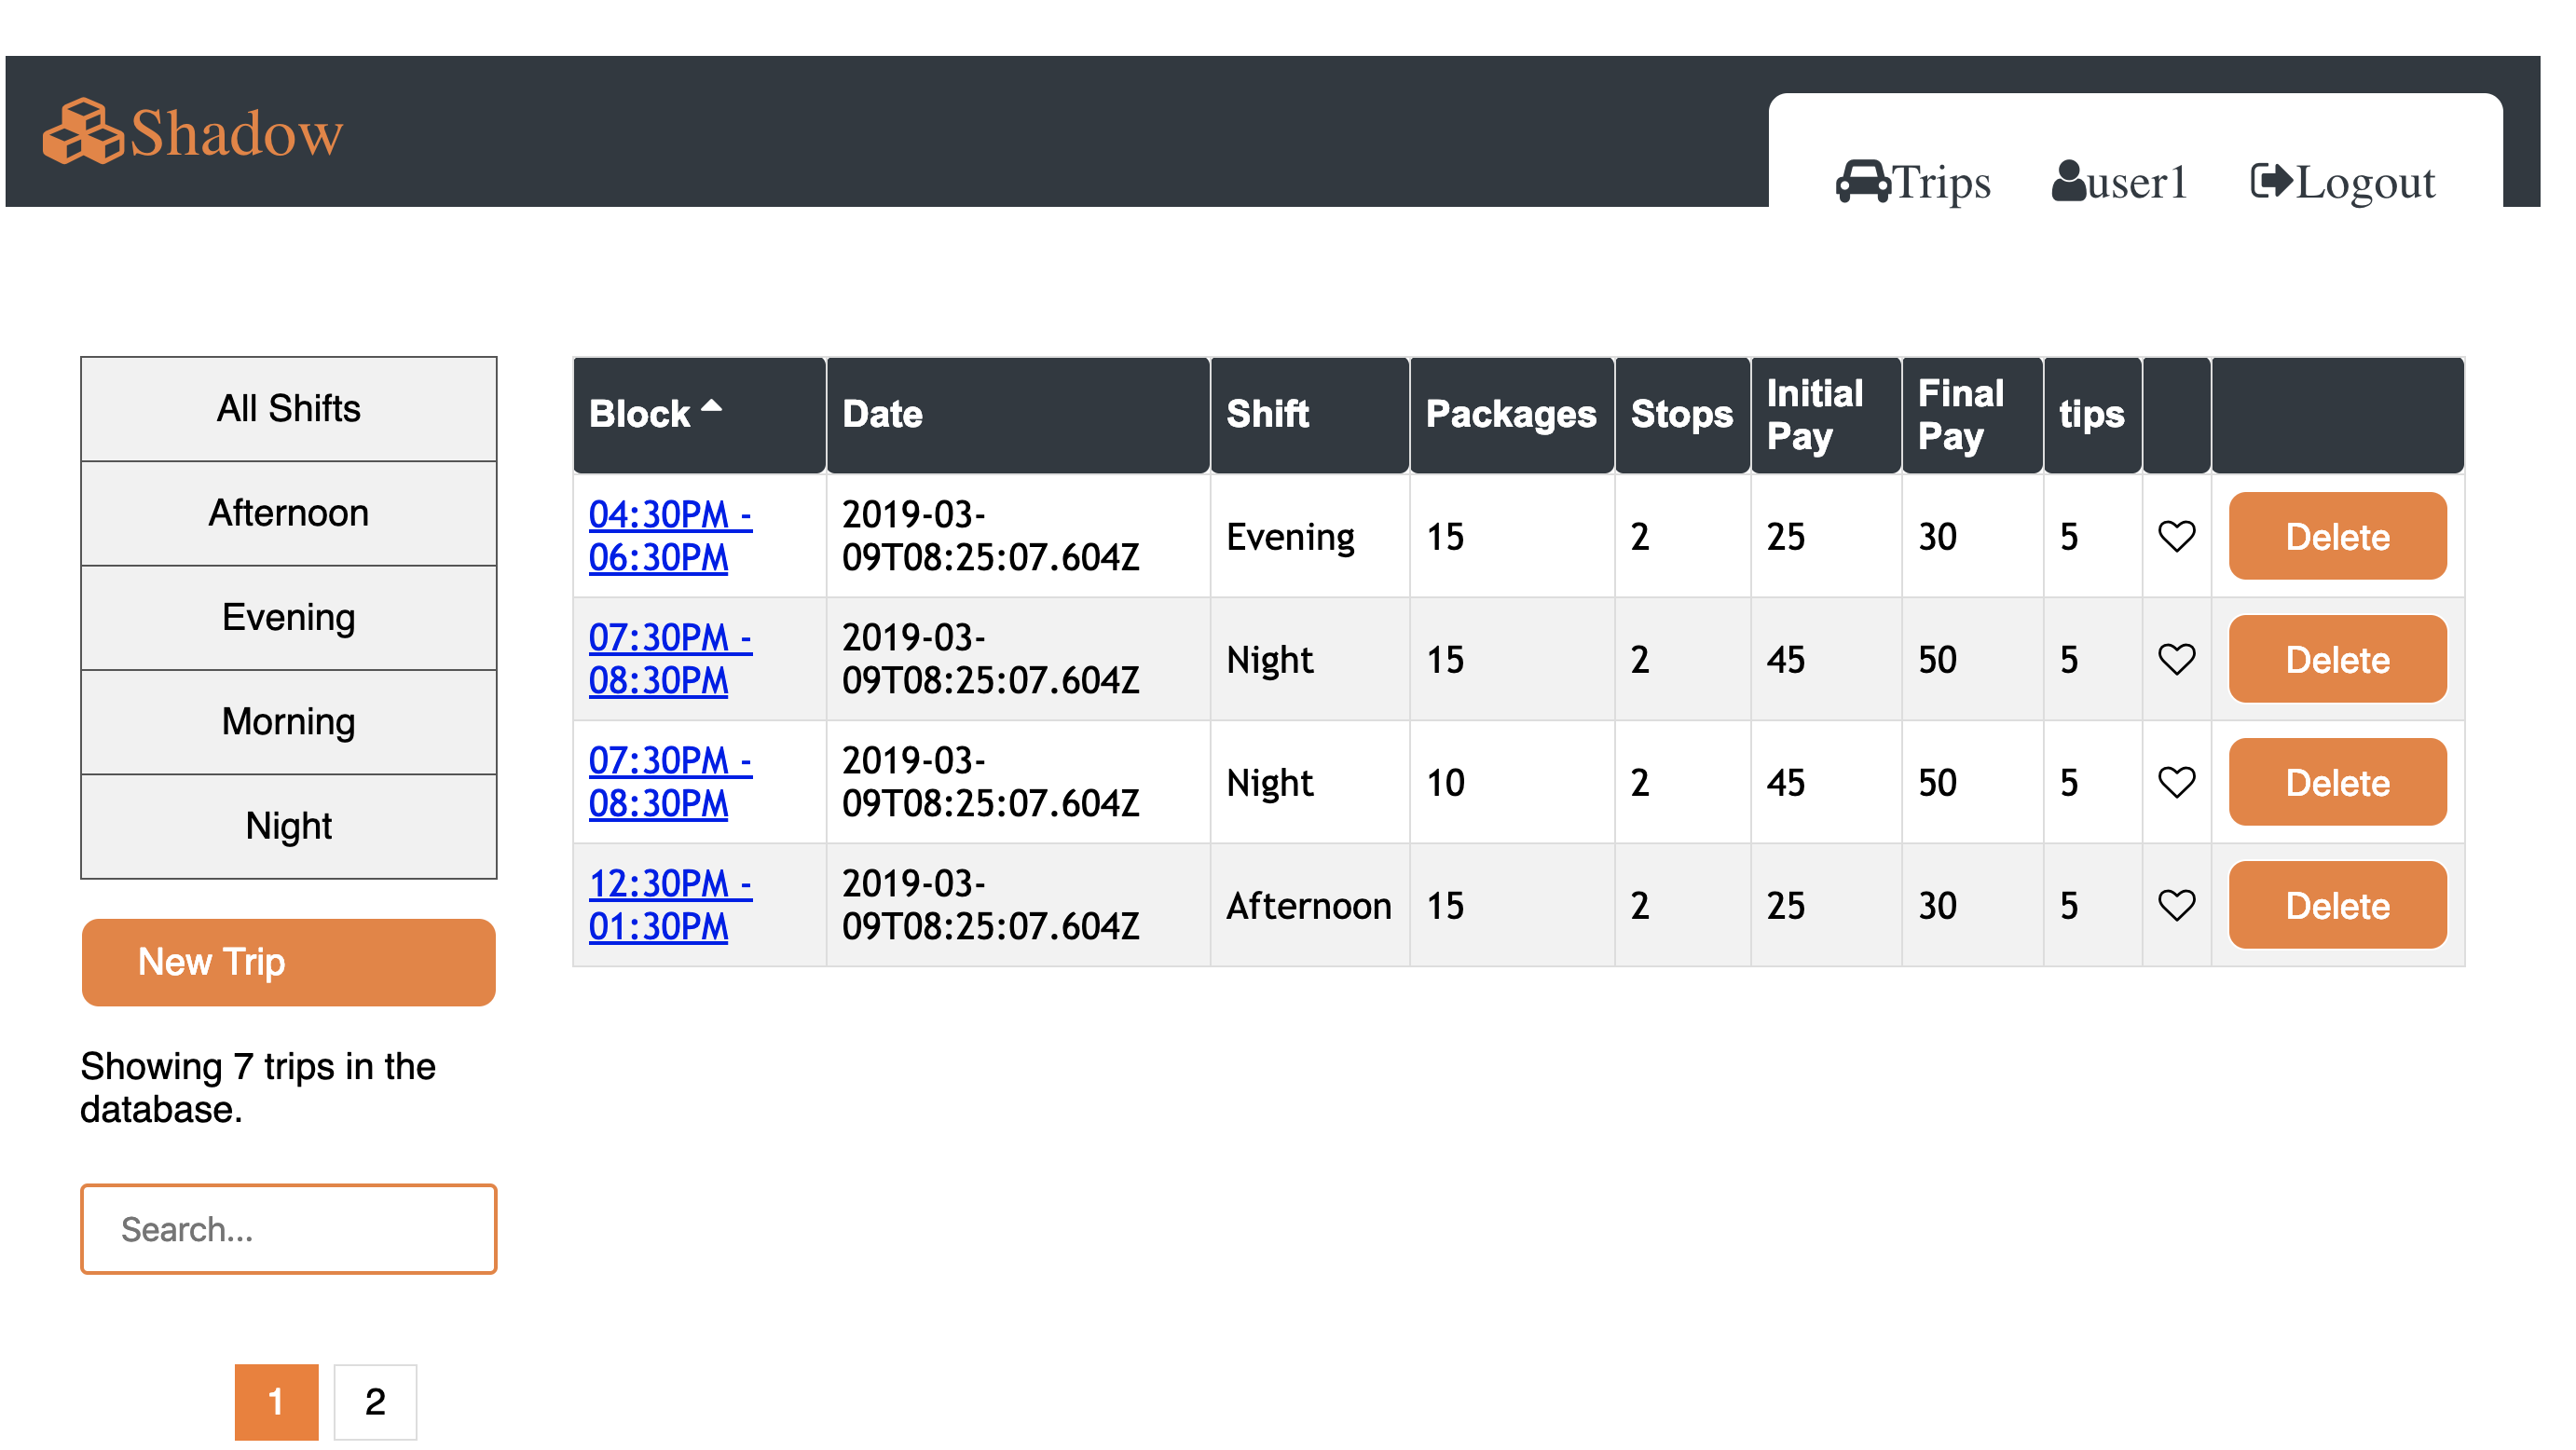 Shadow
Trips user1 Logout
All Shifts
Afternoon
Evening
Morning
Night
New Trip
Showing 7 trips in the
database.
Search...
1 2
Block Date Shift Packages Stops Initial Pay Final Pay tips
04:30PM - 06:30PM 2019-03-09T08:25:07.604Z Evening 15 2 25 30 5 Delete
07:30PM - 08:30PM 2019-03-09T08:25:07.604Z Night 15 2 45 50 5 Delete
07:30PM - 08:30PM 2019-03-09T08:25:07.604Z Night 10 2 45 50 5 Delete
12:30PM - 01:30PM 2019-03-09T08:25:07.604Z Afternoon 15 2 25 30 5 Delete